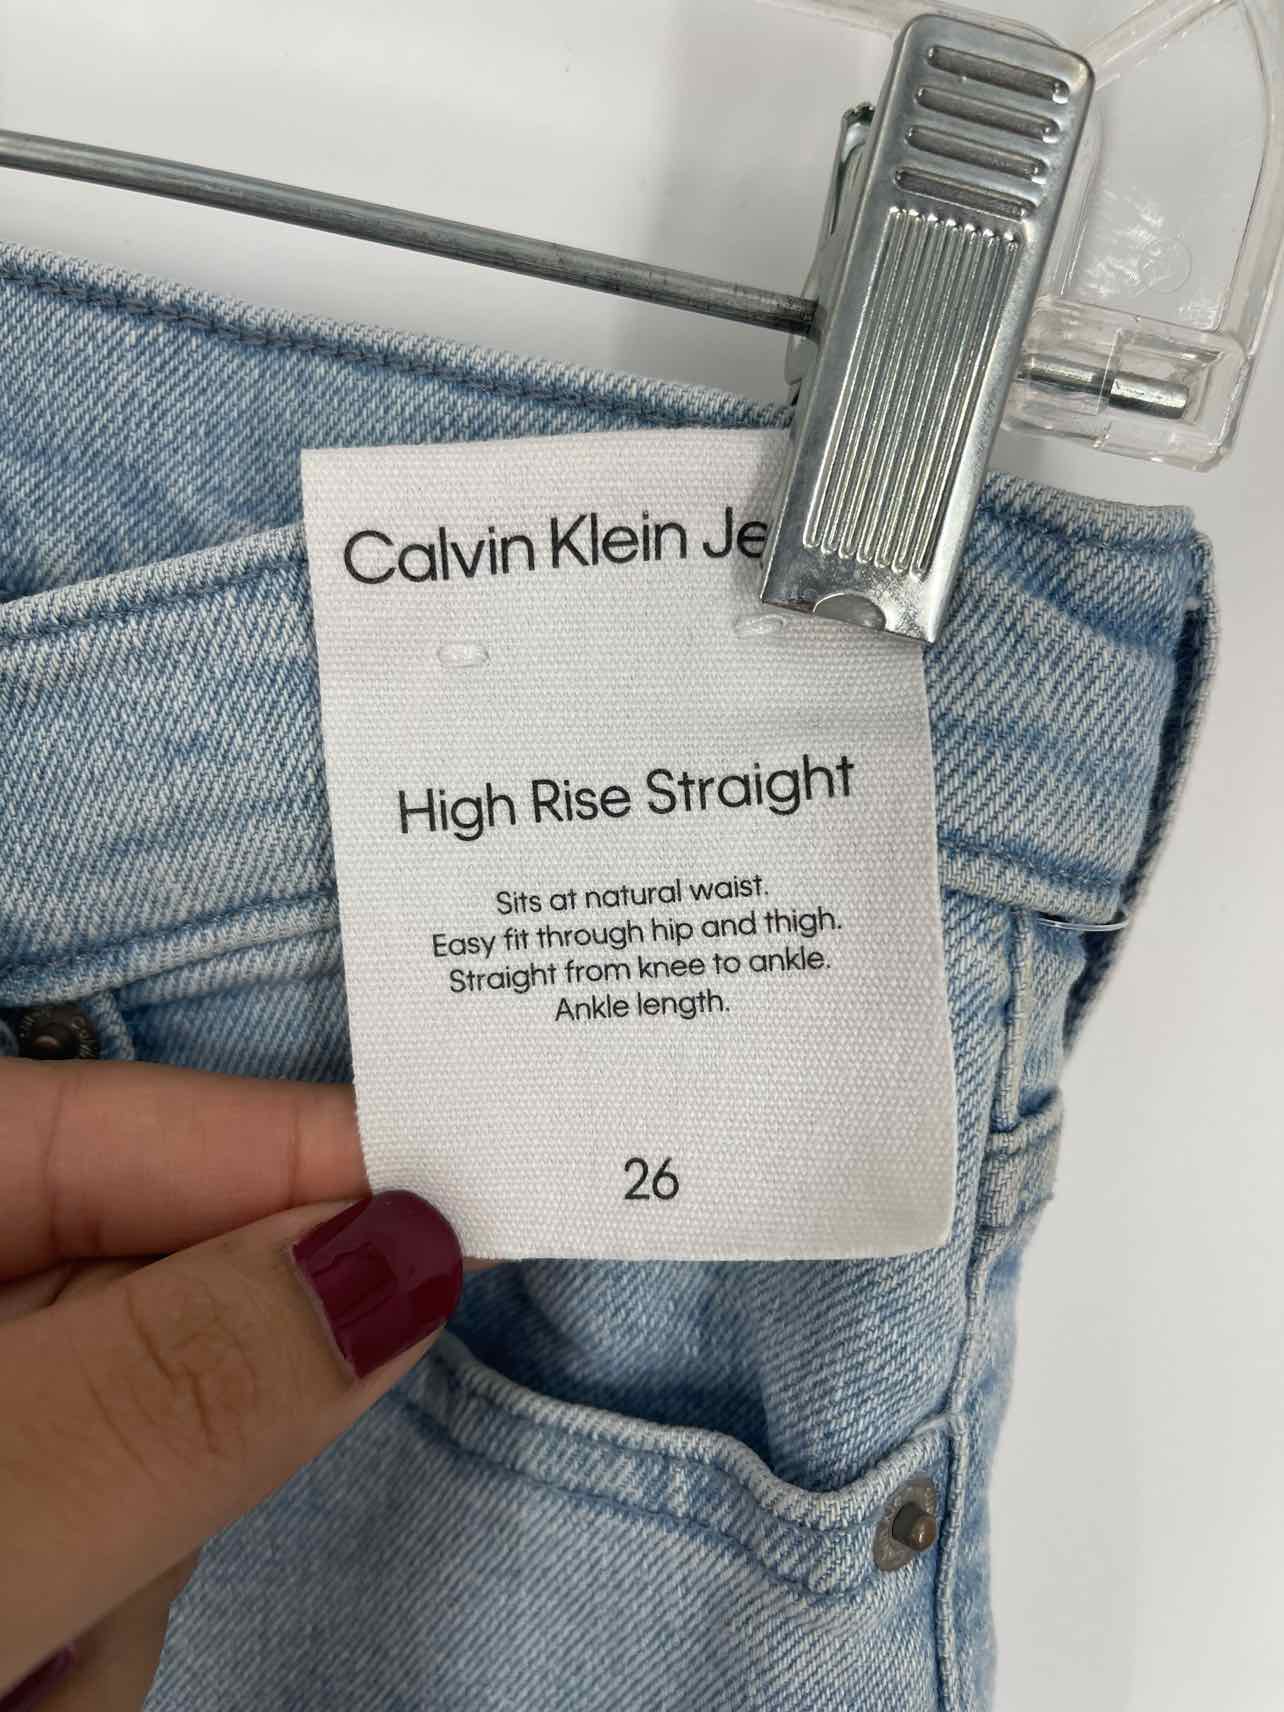 Calvin Klein
High Rise Straight
Sits at natural waist.
Easy fit through hip and thigh.
Straight from knee to ankle.
Ankle length.
26